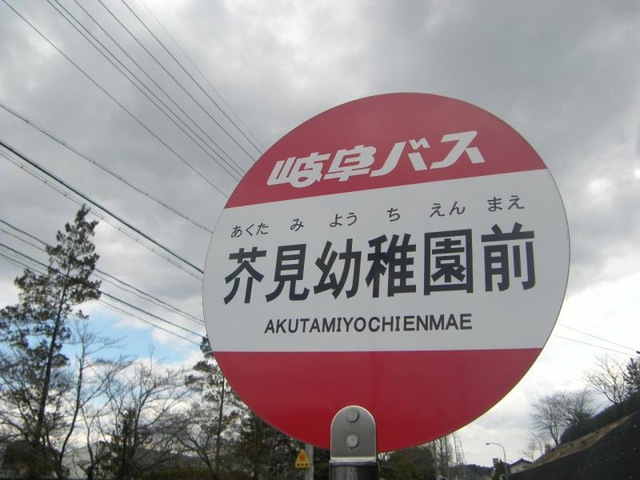 岐阜バス
あくた み よう ち えん まえ
芥見幼稚園前
AKUTAMIYOCHIENMAE